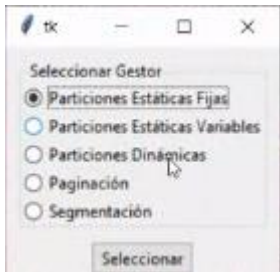 tk
Seleccionar Gestor
Particiones Estáticas Fijas
Particiones Estáticas Variables
Particiones Dinámicas
Paginación
Segmentación
Seleccionar